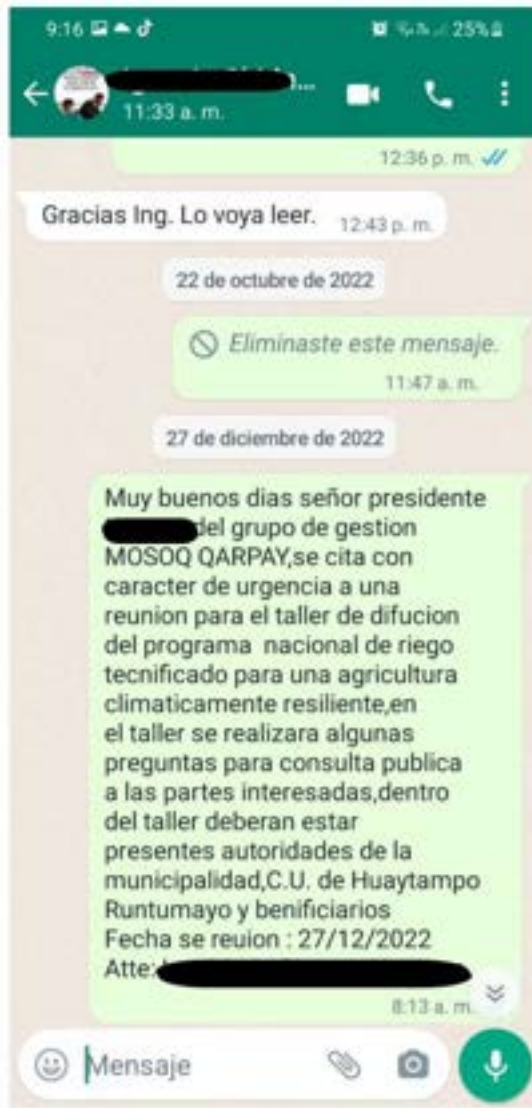 9:16 25%
11:33 a. m.
12:36 p. m.
Gracias Ing. Lo voya leer. 12:43 p. m.
22 de octubre de 2022
Eliminaste este mensaje.
11:47 a. m.
27 de diciembre de 2022
Muy buenos dias señor presidente
del grupo de gestion
MOSOQ QARPAY,se cita con
caracter de urgencia a una
reunion para el taller de difucion
del programa nacional de riego
tecnificado para una agricultura
climaticamente resiliente,en
el taller se realizara algunas
preguntas para consulta publica
a las partes interesadas,dentro
del taller deberan estar
presentes autoridades de la
municipalidad,C.U. de Huaytampo
Runtumayo y benificiarios
Fecha se reuion : 27/12/2022
Atte:
8:13 a. m.
Mensaje